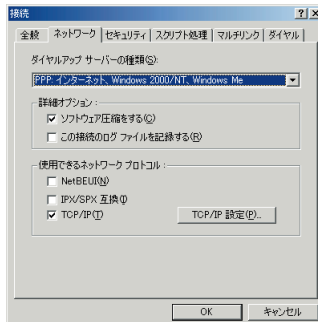 接続
全般 ネットワーク セキュリティ スクリプト処理 マルチリンク ダイヤル
ダイヤルアップ サーバーの種類(S):
PPP: インターネット、Windows 2000/NT、Windows Me
詳細オプション:
ソフトウェア圧縮をする(C)
この接続のログ ファイルを記録する(R)
使用できるネットワーク プロトコル:
NetBEUI(N)
IPX/SPX 互換(I)
TCP/IP(T)
TCP/IP 設定(P)...
OK キャンセル